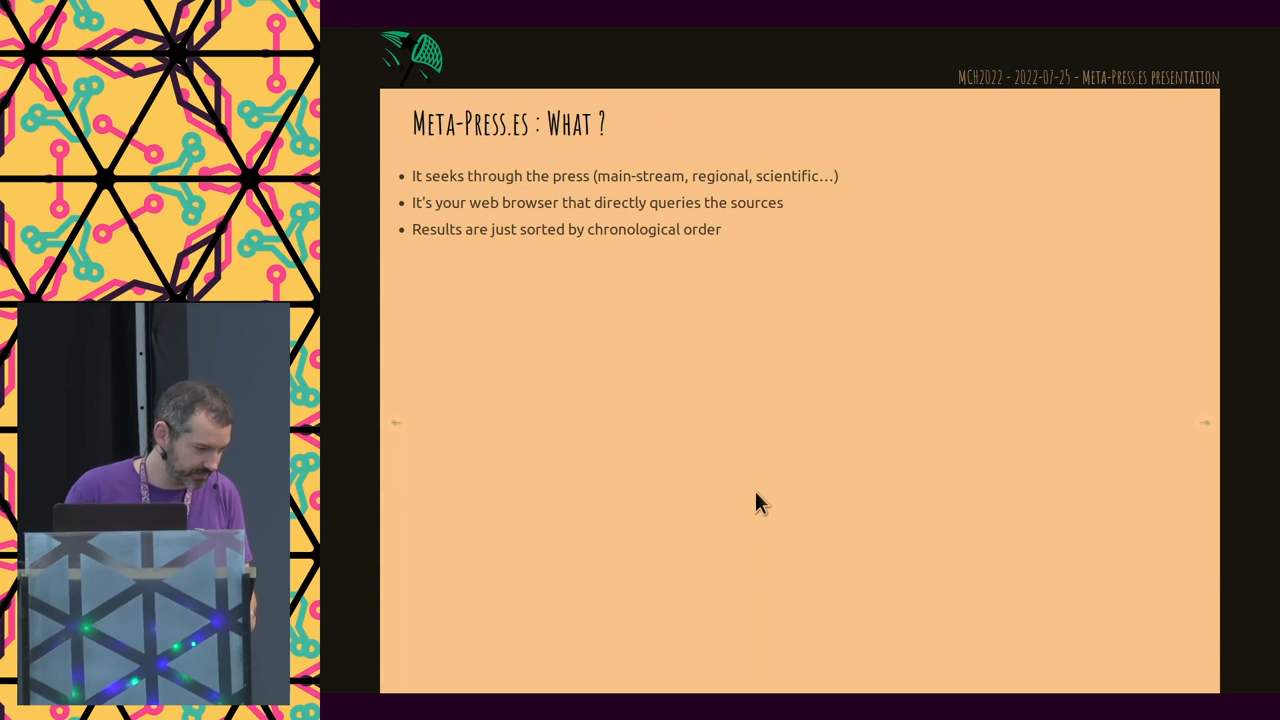 MCH2022 - 2022-07-25 - Meta-Press.es presentation
Meta-Press.es : What ?
• It seeks through the press (main-stream, regional, scientific…)
• It's your web browser that directly queries the sources
• Results are just sorted by chronological order